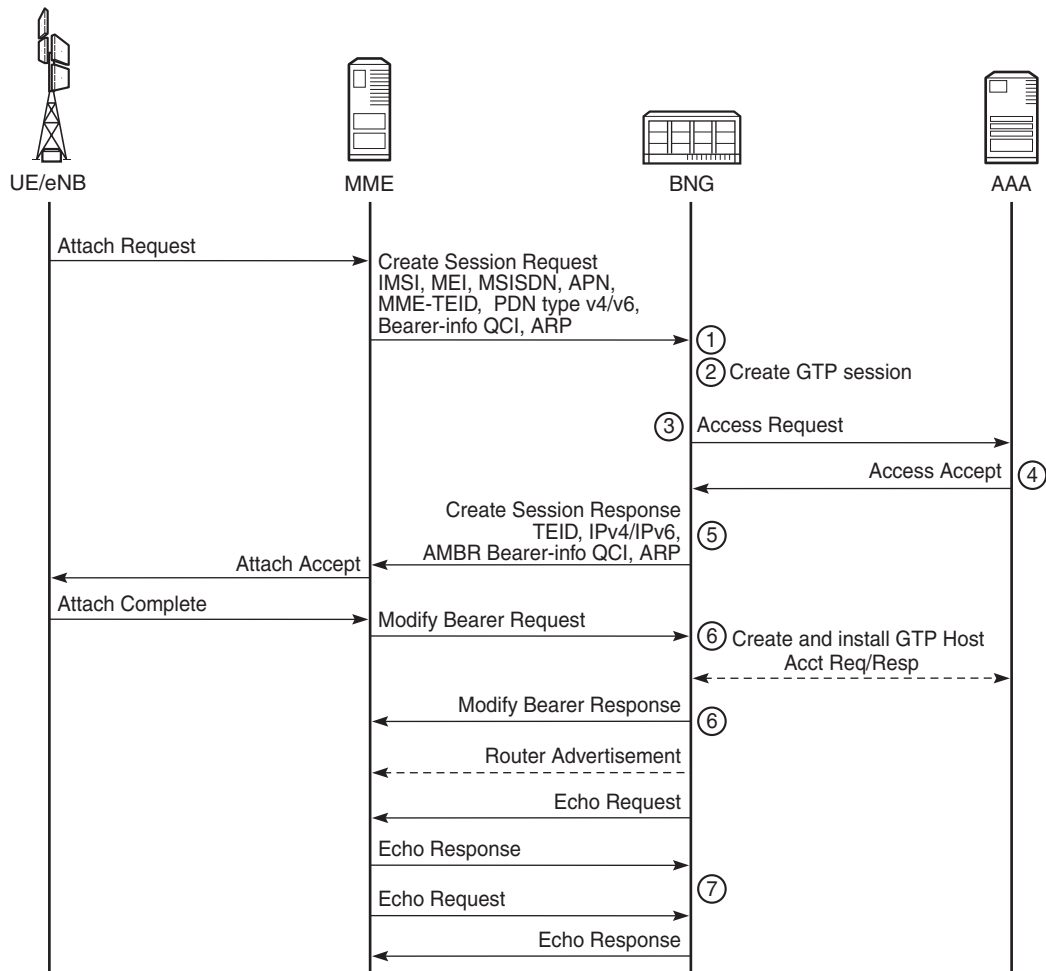 UE/eNB
MME
BNG
AAA
Attach Request
Create Session Request
IMSI, MEI, MSISDN, APN,
MME-TEID, PDN type v4/v6,
Bearer-info QCI, ARP
1
2 Create GTP session
3 Access Request
Access Accept 4
Create Session Response
TEID, IPv4/IPv6,
AMBR Bearer-info QCI, ARP
5
Attach Accept
Attach Complete
Modify Bearer Request
6 Create and install GTP Host
Acct Req/Resp
Modify Bearer Response 6
Router Advertisement
Echo Request
Echo Response
7
Echo Request
Echo Response